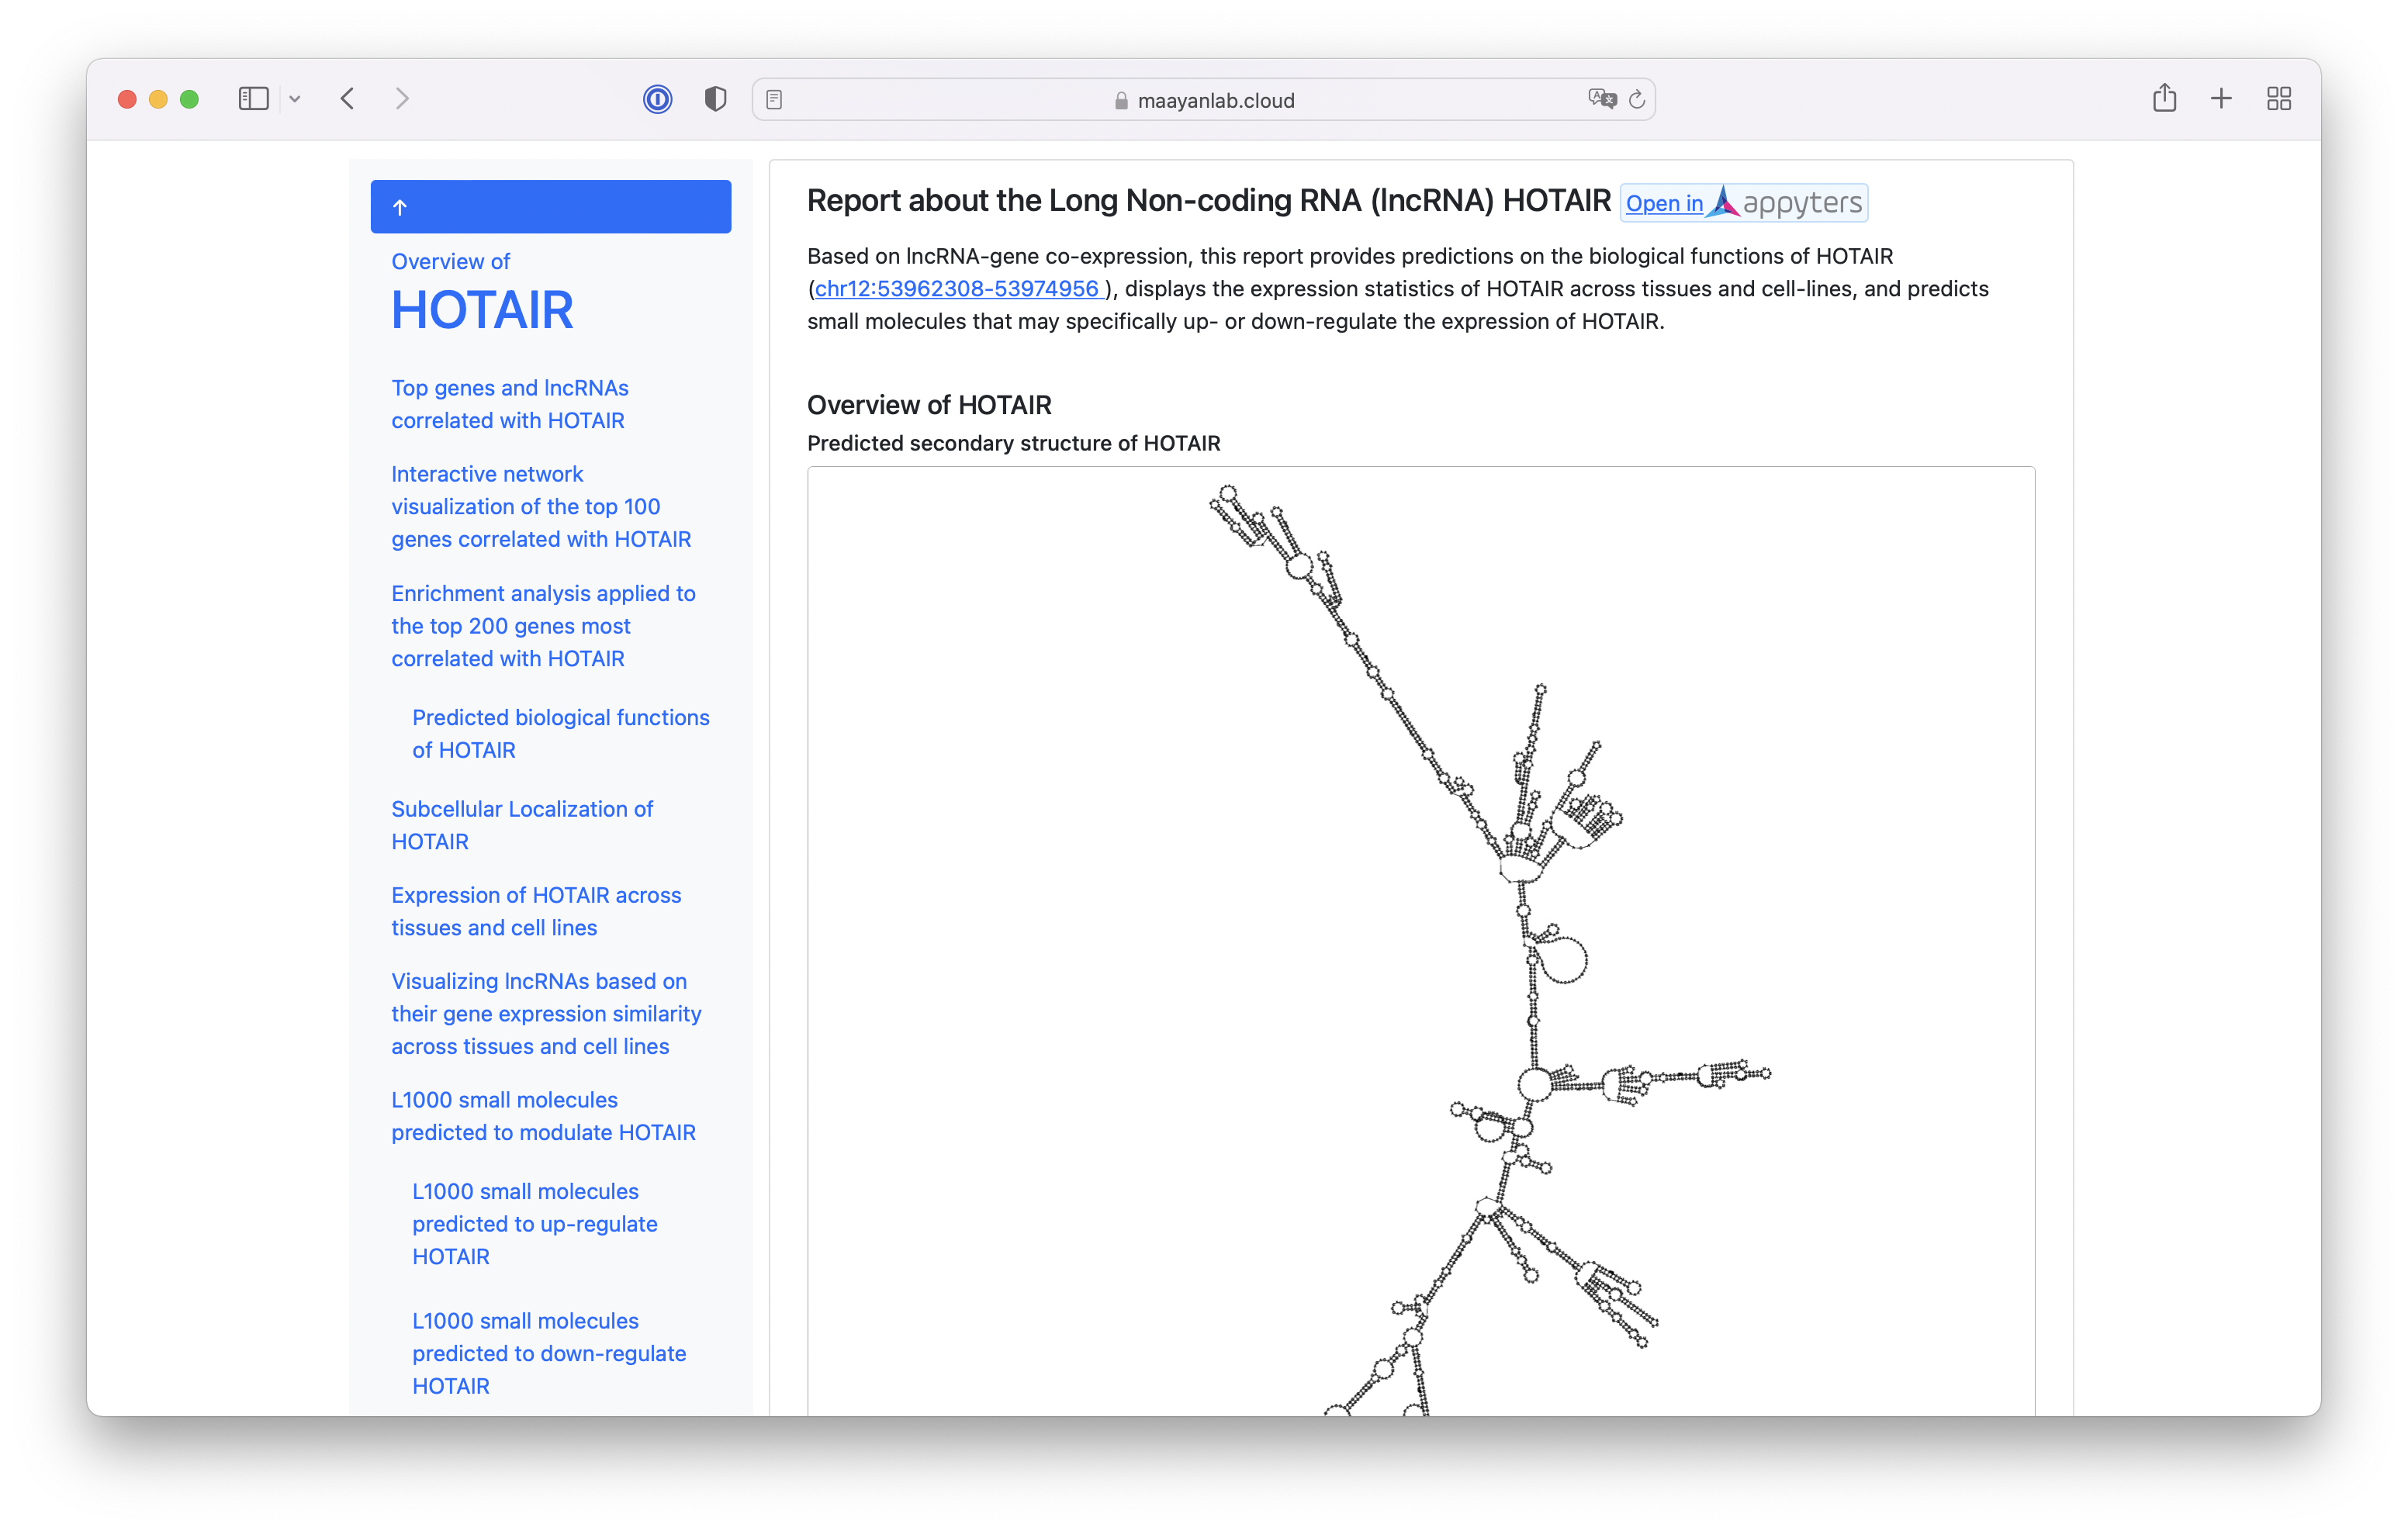 maayanlab.cloud
Overview of
HOTAIR
Top genes and lncRNAs
correlated with HOTAIR
Interactive network
visualization of the top 100
genes correlated with HOTAIR
Enrichment analysis applied to
the top 200 genes most
correlated with HOTAIR
Predicted biological functions
of HOTAIR
Subcellular Localization of
HOTAIR
Expression of HOTAIR across
tissues and cell lines
Visualizing lncRNAs based on
their gene expression similarity
across tissues and cell lines
L1000 small molecules
predicted to modulate HOTAIR
L1000 small molecules
predicted to up-regulate
HOTAIR
L1000 small molecules
predicted to down-regulate
HOTAIR
Report about the Long Non-coding RNA (lncRNA) HOTAIR Open in appyters
Based on lncRNA-gene co-expression, this report provides predictions on the biological functions of HOTAIR
(chr12:53962308-53974956 ), displays the expression statistics of HOTAIR across tissues and cell-lines, and predicts
small molecules that may specifically up- or down-regulate the expression of HOTAIR.
Overview of HOTAIR
Predicted secondary structure of HOTAIR